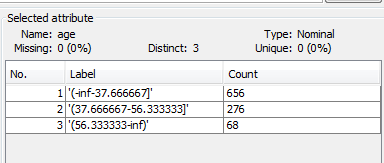 Selected attribute
Name: age Type: Nominal
Missing: 0 (0%) Distinct: 3 Unique: 0 (0%)
No. Label Count
1 '(-inf-37.666667]' 656
2 '(37.666667-56.333333]' 276
3 '(56.333333-inf)' 68